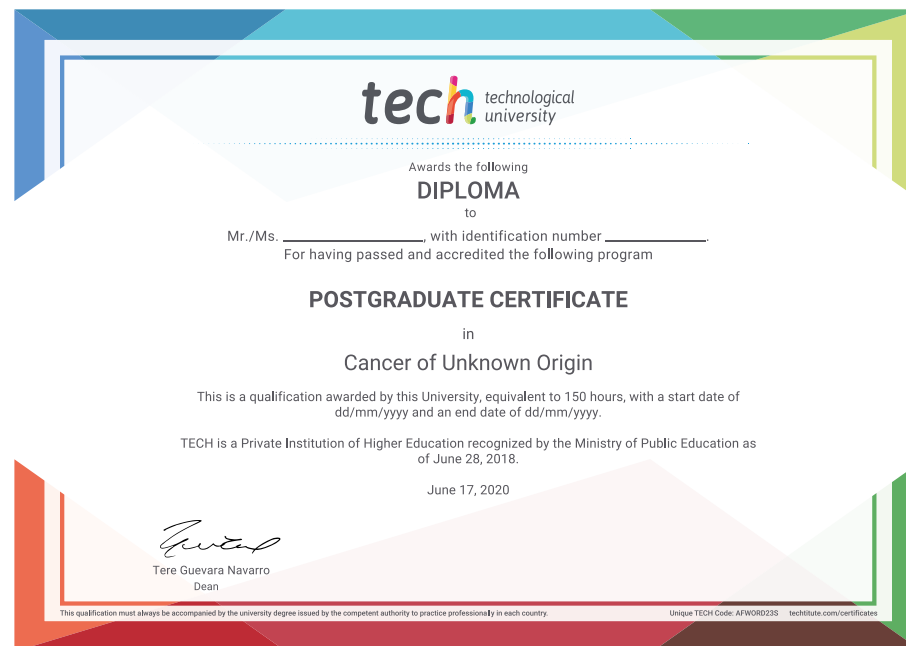 tech technological
university
Awards the following
DIPLOMA
to
Mr./Ms. ____________________, with identification number ______________.
For having passed and accredited the following program
POSTGRADUATE CERTIFICATE
in
Cancer of Unknown Origin
This is a qualification awarded by this University, equivalent to 150 hours, with a start date of
dd/mm/yyyy and an end date of dd/mm/yyyy.
TECH is a Private Institution of Higher Education recognized by the Ministry of Public Education as
of June 28, 2018.
June 17, 2020
Tere Guevara Navarro
Dean
This qualification must always be accompanied by the university degree issued by the competent authority to practice professionally in each country.
Unique TECH Code: AFWORD23S techtitute.com/certificates